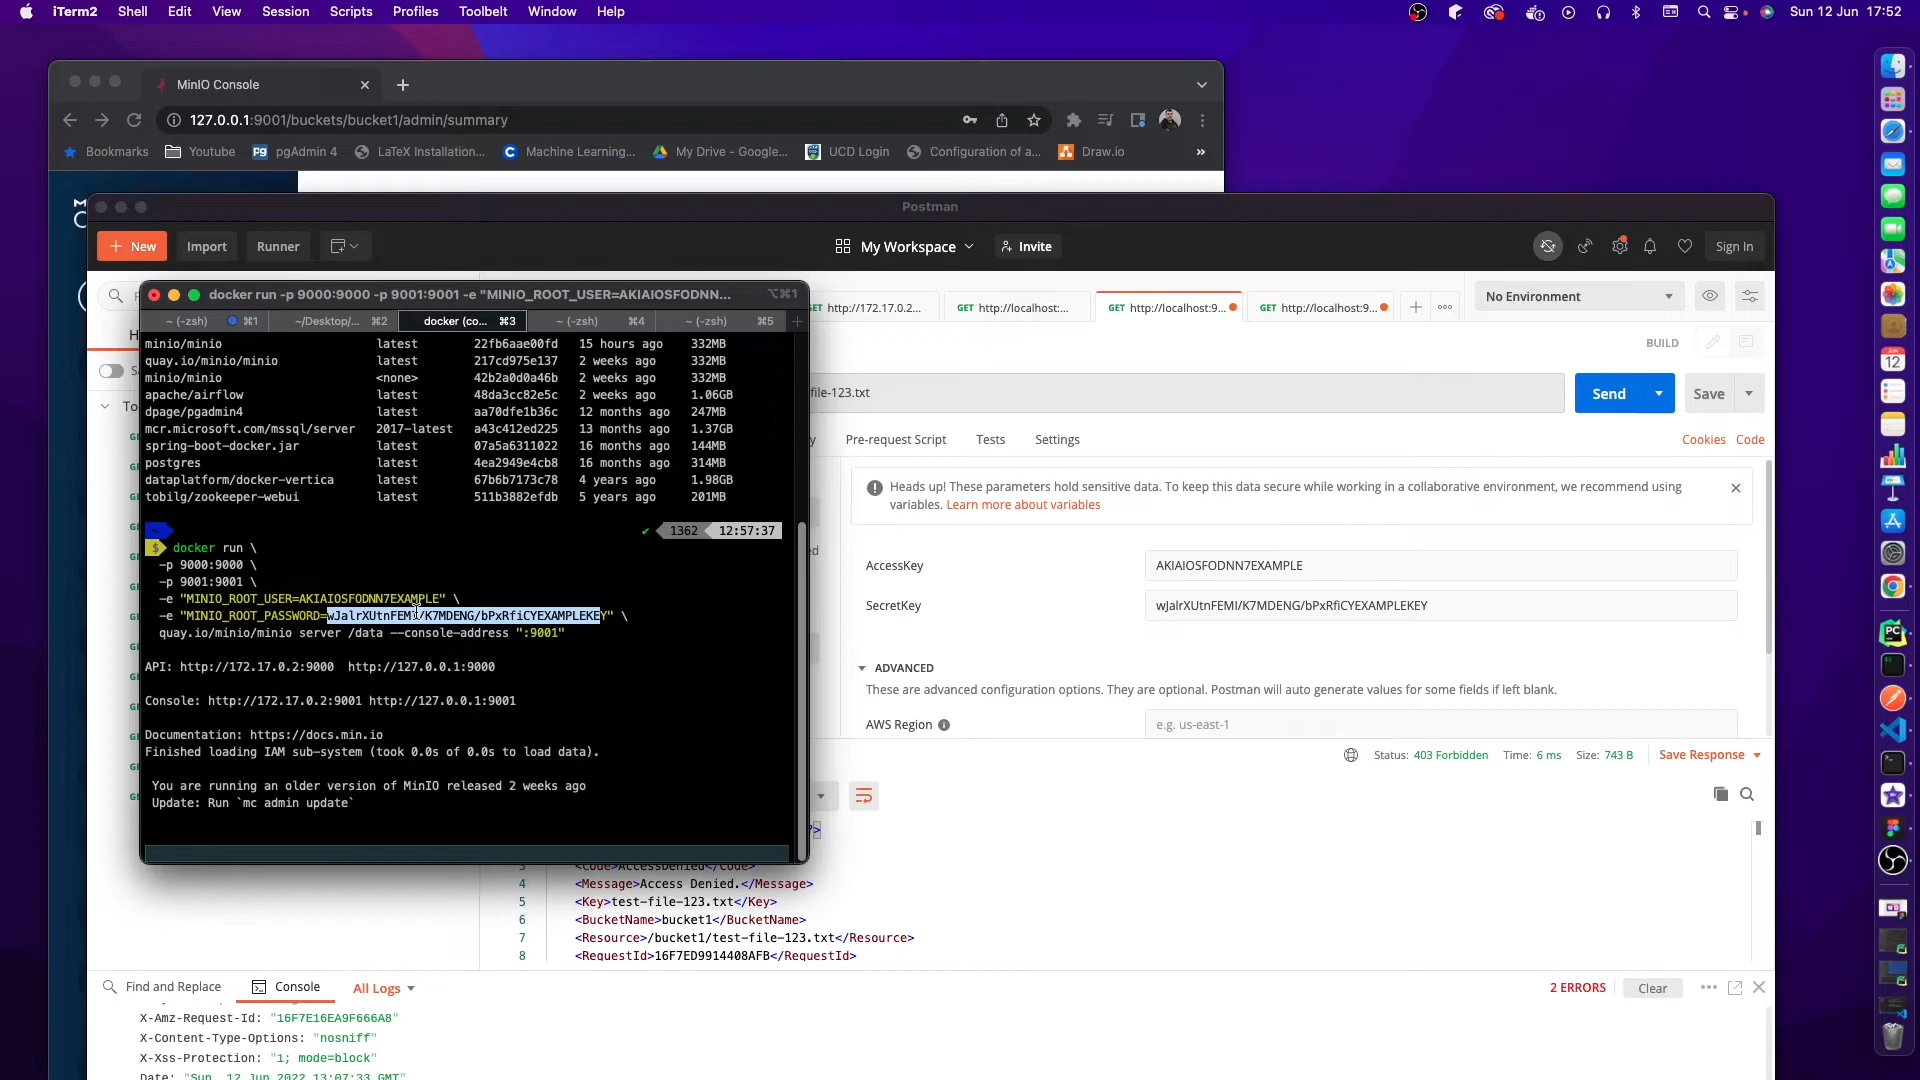 iTerm2 Shell Edit View Session Scripts Profiles Toolbelt Window Help
Sun 12 Jun 17:52
MinIO Console
127.0.0.1:9001/buckets/bucket1/admin/summary
Bookmarks Youtube pgAdmin 4 LaTeX Installation... Machine Learning... My Drive - Google... UCD Login Configuration of a... Draw.io »
Postman
New Import Runner My Workspace Invite Sign In
docker run -p 9000:9000 -p 9001:9001 -e "MINIO_ROOT_USER=AKIAIOSFODNN... ⌥⌘1
~ (-zsh) ⌘1 ~/Desktop/... ⌘2 docker (co... ⌘3 ~ (-zsh) ⌘4 ~ (-zsh) ⌘5
GET http://172.17.0.2... GET http://localhost:... GET http://localhost:9... GET http://localhost:9...
No Environment
BUILD
file-123.txt
Send Save
Pre-request Script Tests Settings Cookies Code
minio/minio latest 22fb6aae00fd 15 hours ago 332MB
quay.io/minio/minio latest 217cd975e137 2 weeks ago 332MB
minio/minio <none> 42b2a0d0a46b 2 weeks ago 332MB
apache/airflow latest 48da3cc82e5c 2 weeks ago 1.06GB
dpage/pgadmin4 latest aa70dfe1b36c 12 months ago 247MB
mcr.microsoft.com/mssql/server 2017-latest a43c412ed225 13 months ago 1.37GB
spring-boot-docker.jar latest 07a5a6311022 16 months ago 144MB
postgres latest 4ea2949e4cb8 16 months ago 314MB
dataplatform/docker-vertica latest 67b6b7173c78 4 years ago 1.98GB
tobilg/zookeeper-webui latest 511b3882efdb 5 years ago 201MB
~ ✔ 1362 12:57:37
$ docker run \
-p 9000:9000 \
-p 9001:9001 \
-e "MINIO_ROOT_USER=AKIAIOSFODNN7EXAMPLE" \
-e "MINIO_ROOT_PASSWORD=wJalrXUtnFEMI/K7MDENG/bPxRfiCYEXAMPLEKEY" \
quay.io/minio/minio server /data --console-address ":9001"
API: http://172.17.0.2:9000 http://127.0.0.1:9000
Console: http://172.17.0.2:9001 http://127.0.0.1:9001
Documentation: https://docs.min.io
Finished loading IAM sub-system (took 0.0s of 0.0s to load data).
You are running an older version of MinIO released 2 weeks ago
Update: Run `mc admin update`
Heads up! These parameters hold sensitive data. To keep this data secure while working in a collaborative environment, we recommend using
variables. Learn more about variables
AccessKey AKIAIOSFODNN7EXAMPLE
SecretKey wJalrXUtnFEMI/K7MDENG/bPxRfiCYEXAMPLEKEY
ADVANCED
These are advanced configuration options. They are optional. Postman will auto generate values for some fields if left blank.
AWS Region e.g. us-east-1
Status: 403 Forbidden Time: 6 ms Size: 743 B Save Response
?>
3 <Code>AccessDenied</Code>
4 <Message>Access Denied.</Message>
5 <Key>test-file-123.txt</Key>
6 <BucketName>bucket1</BucketName>
7 <Resource>/bucket1/test-file-123.txt</Resource>
8 <RequestId>16F7ED9914408AFB</RequestId>
Find and Replace Console All Logs 2 ERRORS Clear
X-Amz-Request-Id: "16F7E16EA9F666A8"
X-Content-Type-Options: "nosniff"
X-Xss-Protection: "1; mode=block"
Date: "Sun, 12 Jun 2022 13:07:33 GMT"